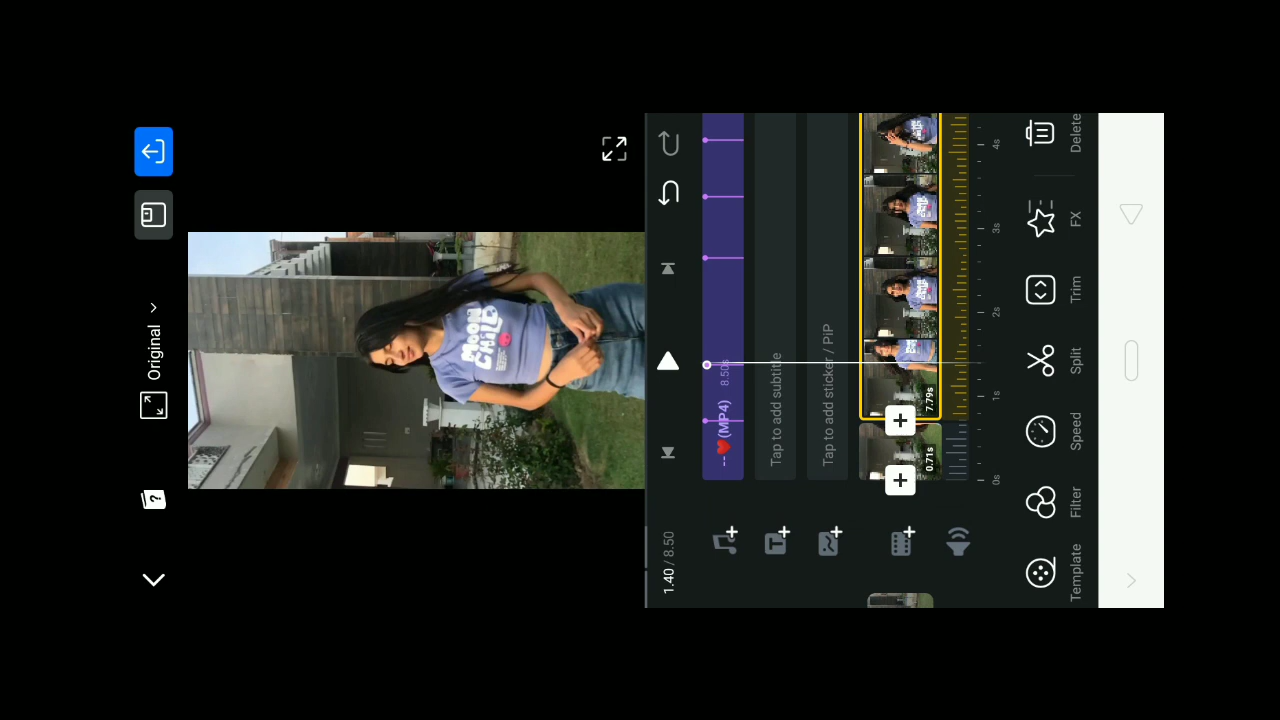 Original
MOON
CHILD
1.40 / 8.50
-- ❤️ (MP4) 8.50s
Tap to add subtitle
Tap to add sticker / PiP
0.71s
7.79s
0s
1s
2s
3s
4s
Template
Filter
Speed
Split
Trim
FX
Delete